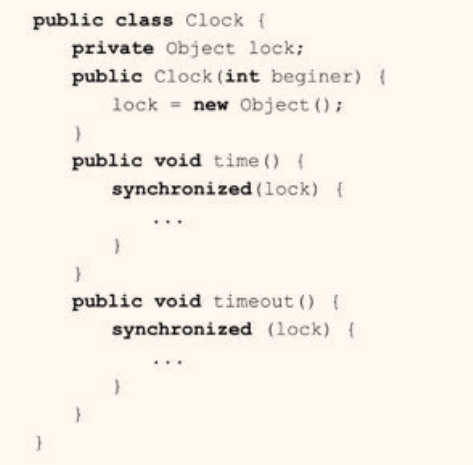 public class Clock {
private Object lock;
public Clock(int beginer) {
lock = new Object();
}
public void time() {
synchronized(lock) {
...
}
}
public void timeout() {
synchronized (lock) {
...
}
}
}